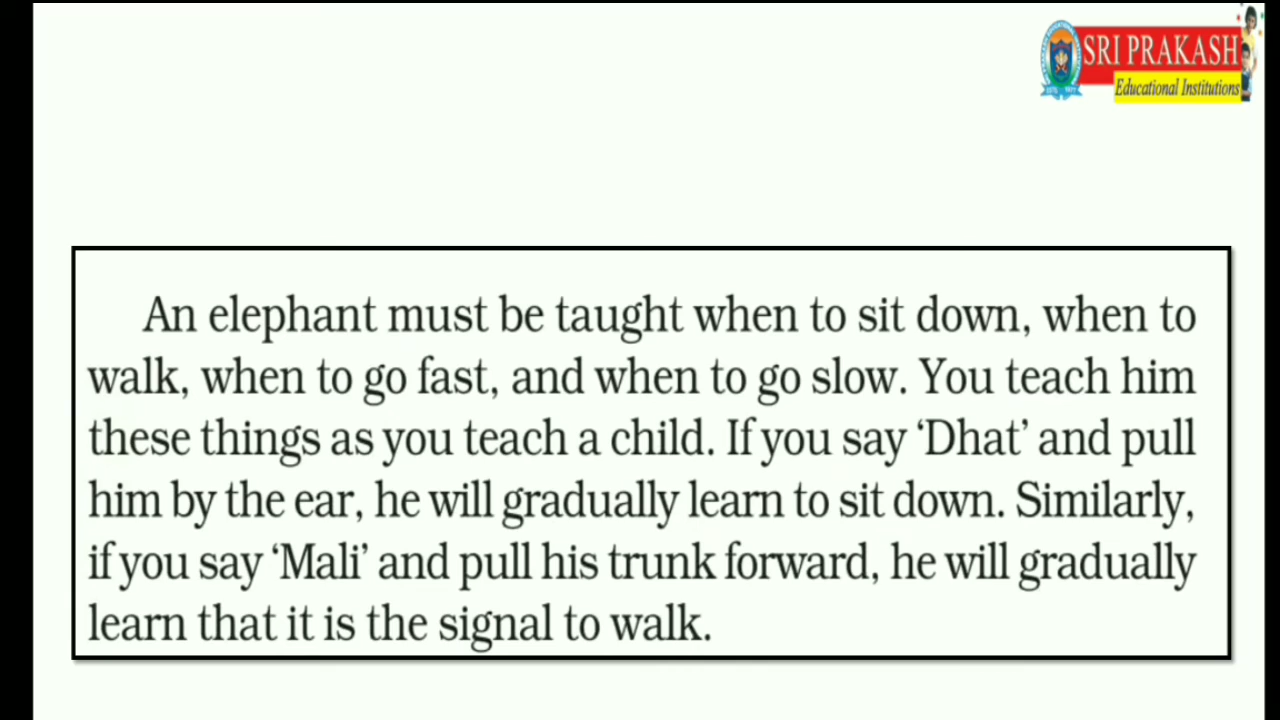 SRI PRAKASH
Educational Institutions
An elephant must be taught when to sit down, when to
walk, when to go fast, and when to go slow. You teach him
these things as you teach a child. If you say ‘Dhat’ and pull
him by the ear, he will gradually learn to sit down. Similarly,
if you say ‘Mali’ and pull his trunk forward, he will gradually
learn that it is the signal to walk.